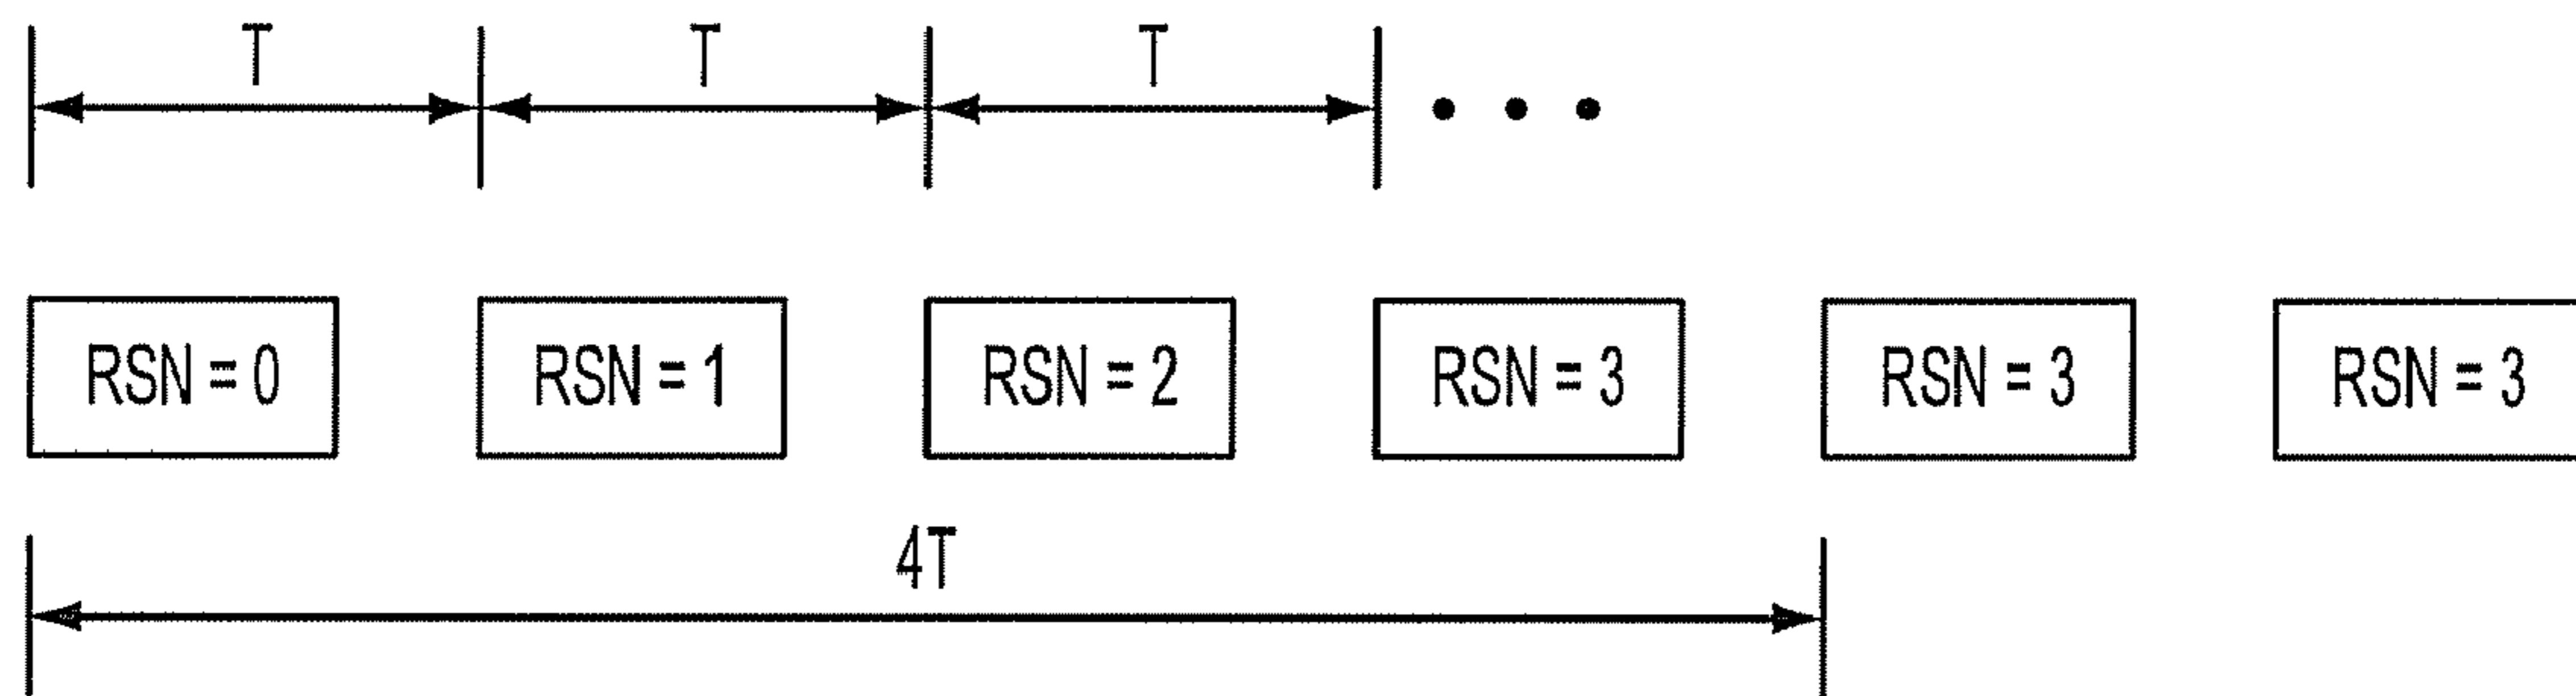 T T T
RSN = 0 RSN = 1 RSN = 2 RSN = 3 RSN = 3 RSN = 3
4T